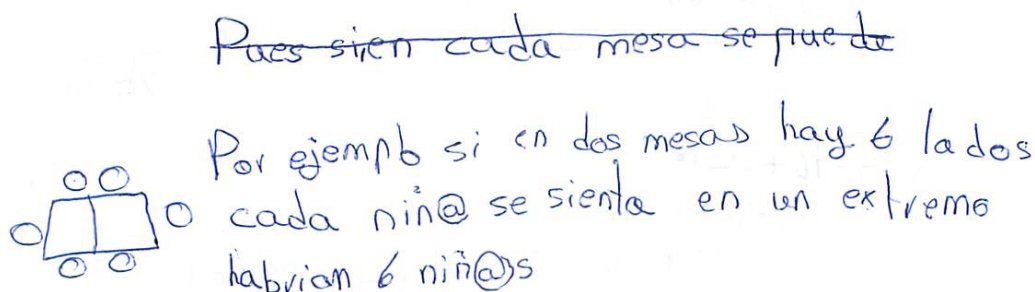 Pues si en cada mesa se puede
Por ejemplo si en dos mesas hay 6 lados
cada niñ@ se sienta en un extremo
habrian 6 niñ@s